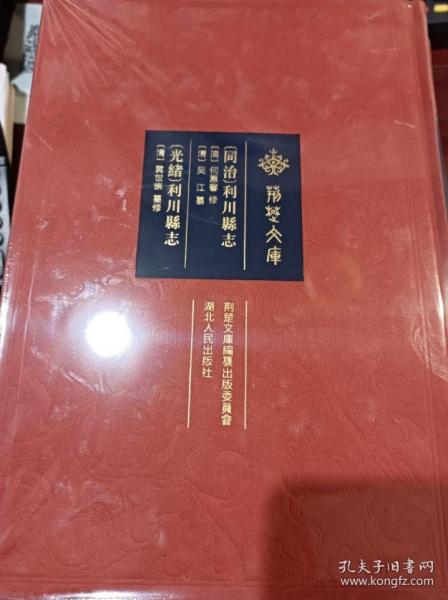 荆楚文庫
〔同治〕利川縣志
〔清〕何蕙馨 修
〔清〕吳 江 纂
〔光緒〕利川縣志
〔清〕黃世崇 纂修
荆楚文庫編纂出版委員會
湖北人民出版社
孔夫子旧书网
www.kongfz.com